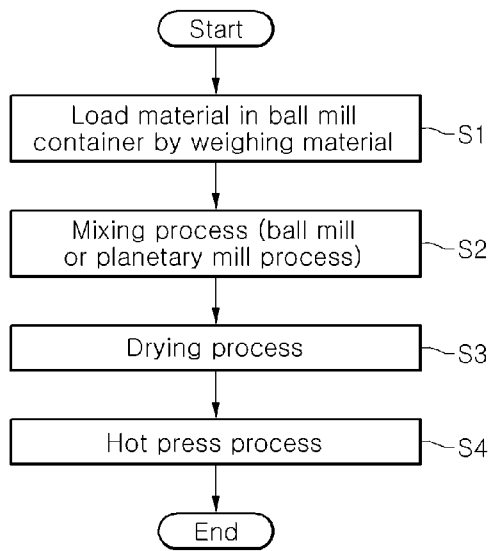 Start
Load material in ball mill
container by weighing material
S1
Mixing process (ball mill
or planetary mill process)
S2
Drying process
S3
Hot press process
S4
End